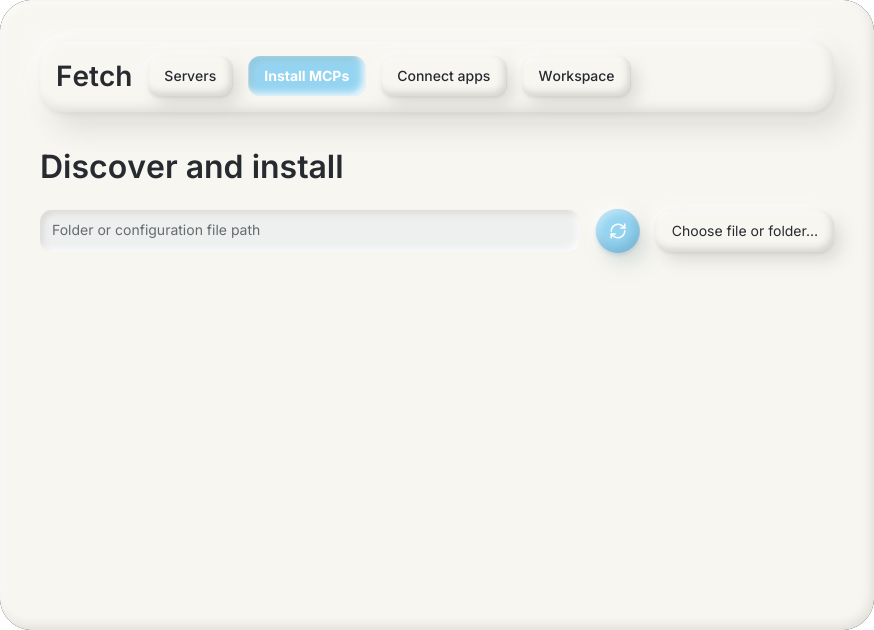 Fetch Servers Install MCPs Connect apps Workspace
Discover and install
Folder or configuration file path Choose file or folder...